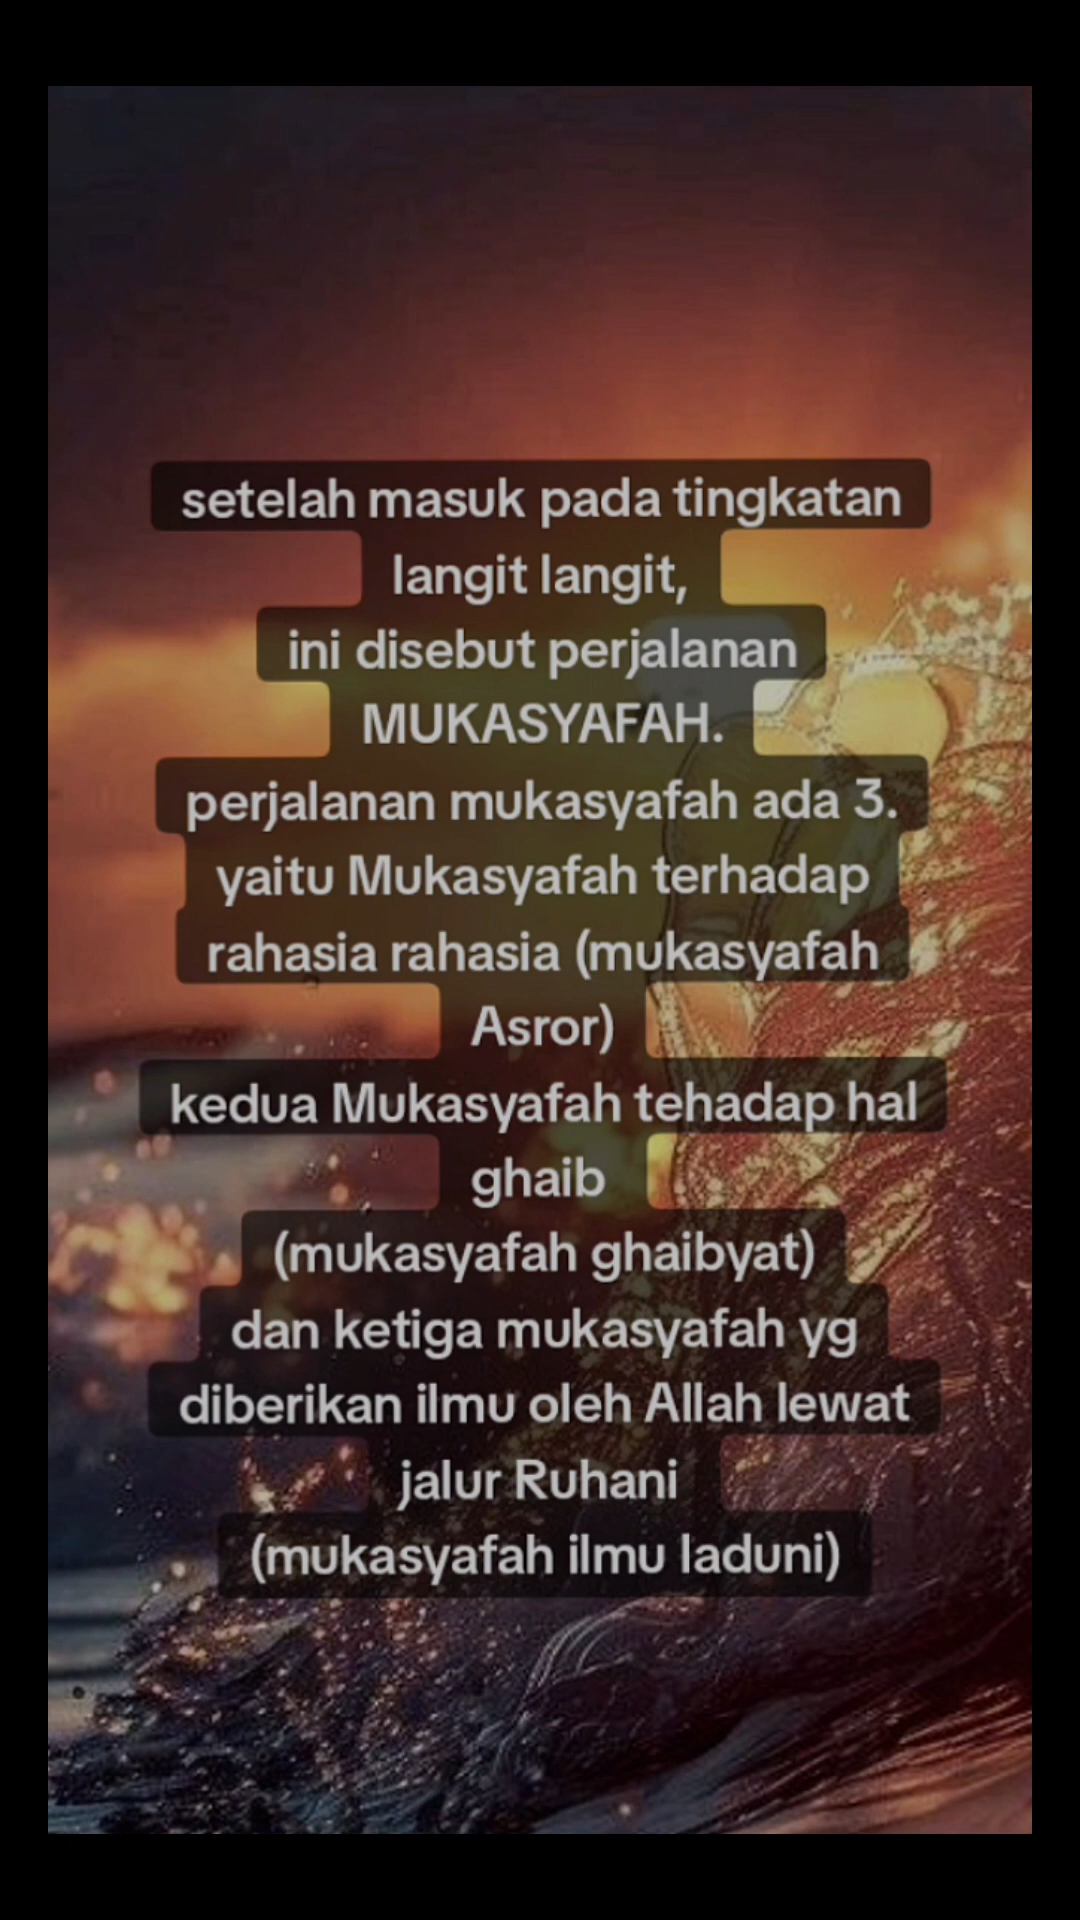 setelah masuk pada tingkatan
langit langit,
ini disebut perjalanan
MUKASYAFAH.
perjalanan mukasyafah ada 3.
yaitu Mukasyafah terhadap
rahasia rahasia (mukasyafah
Asror)
kedua Mukasyafah tehadap hal
ghaib
(mukasyafah ghaibyat)
dan ketiga mukasyafah yg
diberikan ilmu oleh Allah lewat
jalur Ruhani
(mukasyafah ilmu laduni)